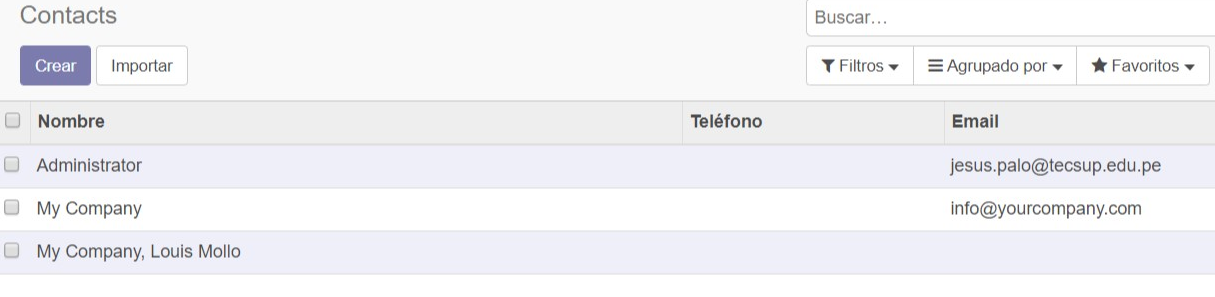 Contacts
Buscar...
Crear Importar
Filtros Agrupado por Favoritos
Nombre Teléfono Email
Administrator jesus.palo@tecsup.edu.pe
My Company info@yourcompany.com
My Company, Louis Mollo